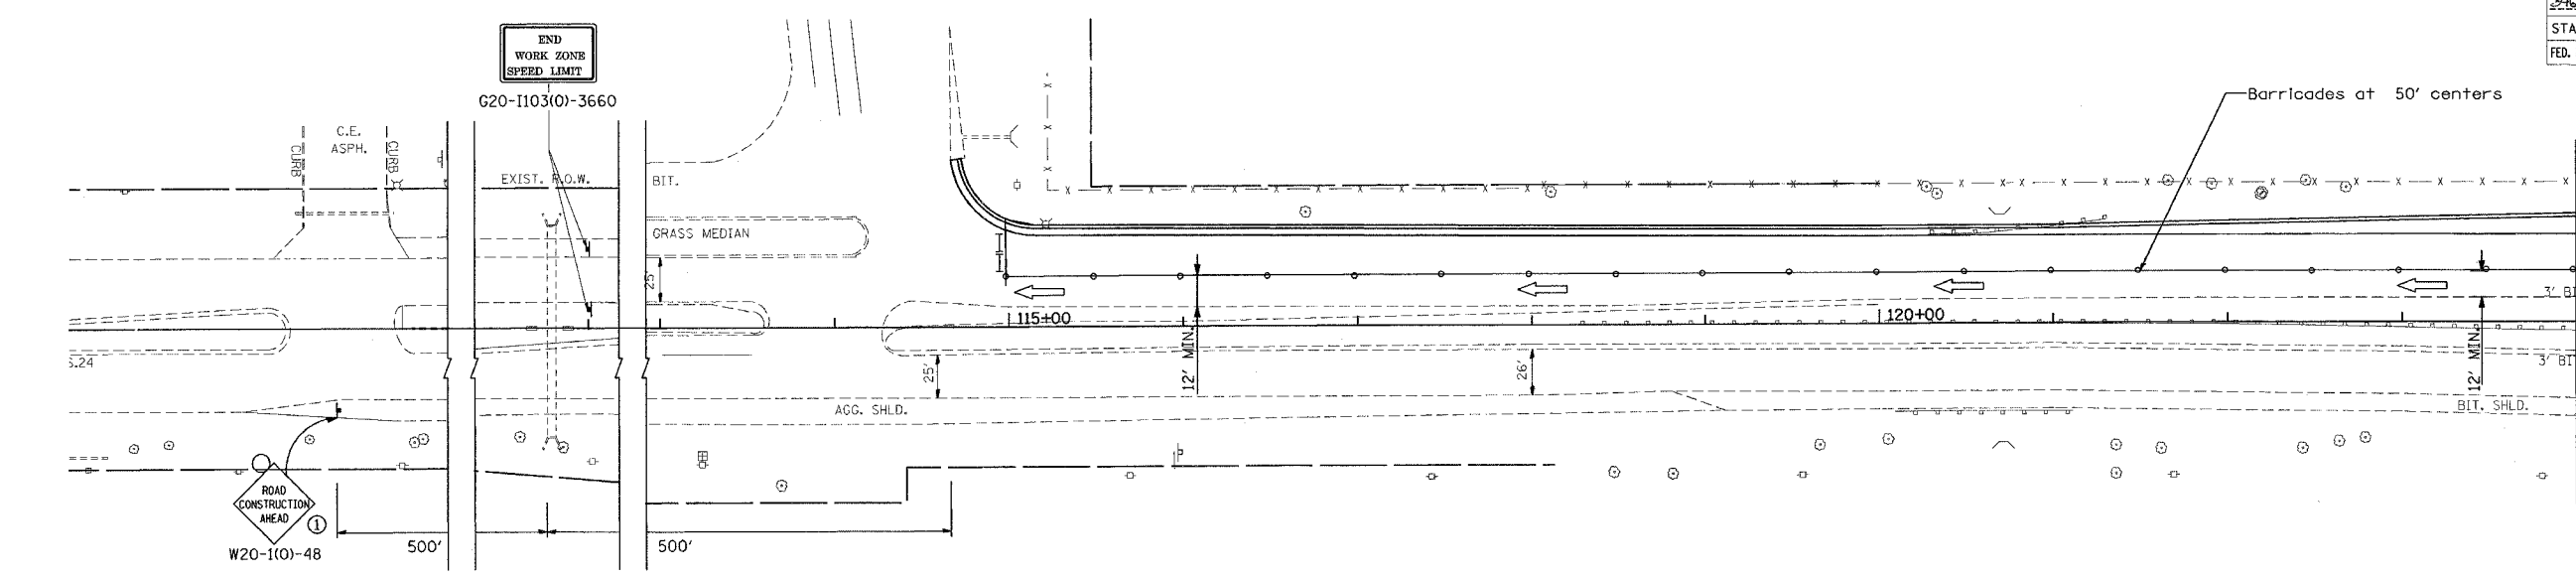 STA
FED.
END
WORK ZONE
SPEED LIMIT
G20-I103(0)-3660
Barricades at 50' centers
C.E.
ASPH.
CURB
CURB
EXIST. R.O.W.
BIT.
GRASS MEDIAN
25'
115+00
120+00
3' BI
12' MIN.
12' MIN.
25'
26'
3' BI
AGG. SHLD.
BIT. SHLD.
ROAD
CONSTRUCTION
AHEAD
1
W20-1(O)-48
500'
500'